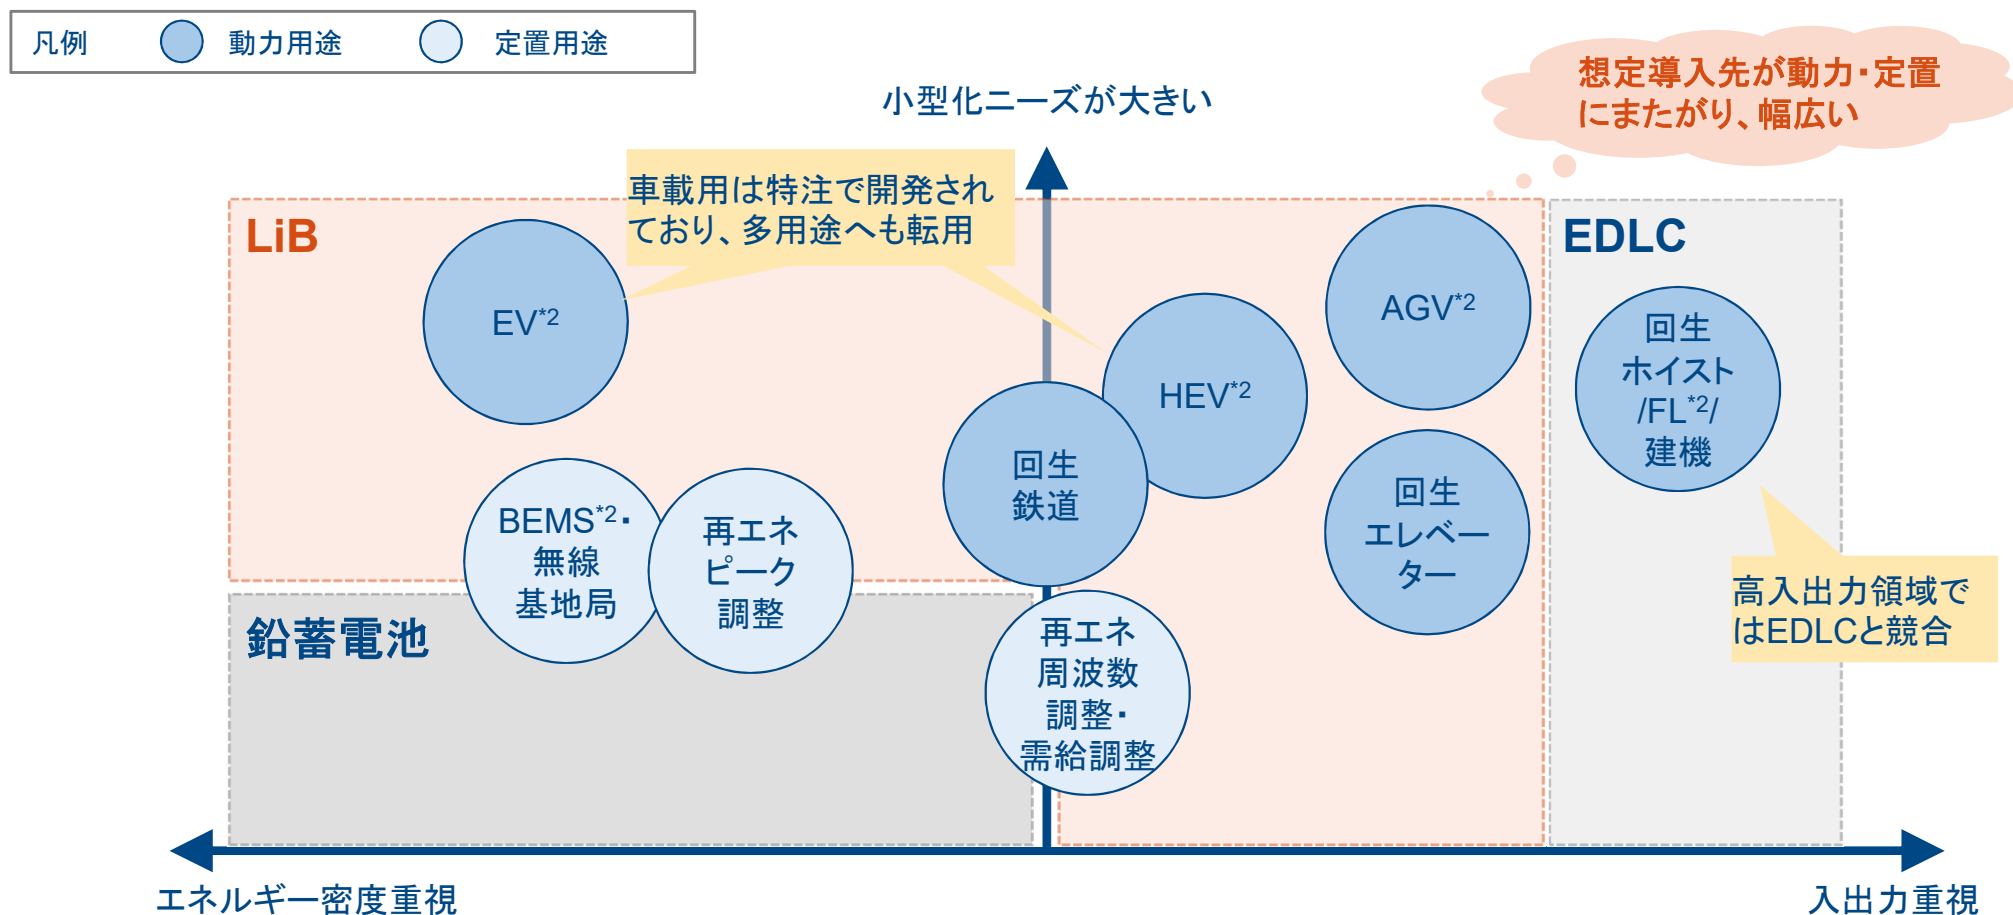 凡例
動力用途
定置用途
想定導入先が動力・定置
にまたがり、幅広い
小型化ニーズが大きい
車載用は特注で開発され
ており、多用途へも転用
LiB
EDLC
EV*2
AGV*2
HEV*2
回生
ホイスト
/FL*2/
建機
回生
鉄道
回生
エレベー
ター
BEMS*2・
無線
基地局
再エネ
ピーク
調整
鉛蓄電池
再エネ
周波数
調整・
需給調整
高入出力領域で
はEDLCと競合
エネルギー密度重視
入出力重視